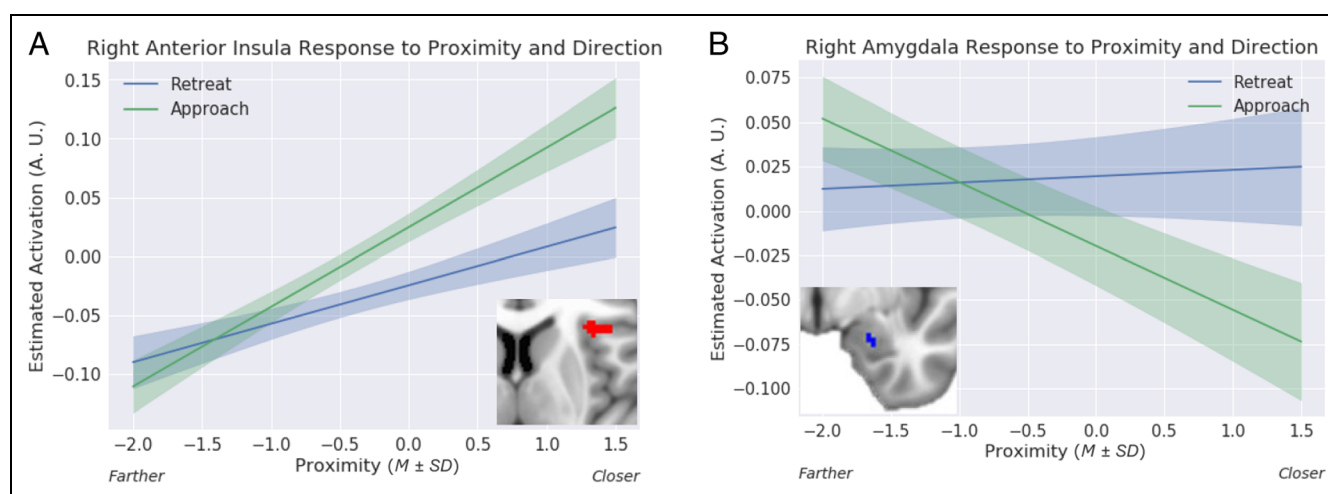 A
Right Anterior Insula Response to Proximity and Direction
Retreat
Approach
Estimated Activation (A. U.)
0.15
0.10
0.05
0.00
−0.05
−0.10
−2.0 −1.5 −1.0 −0.5 0.0 0.5 1.0 1.5
Proximity (M ± SD)
Farther
Closer
B
Right Amygdala Response to Proximity and Direction
Retreat
Approach
Estimated Activation (A. U.)
0.075
0.050
0.025
0.000
−0.025
−0.050
−0.075
−0.100
−2.0 −1.5 −1.0 −0.5 0.0 0.5 1.0 1.5
Proximity (M ± SD)
Farther
Closer